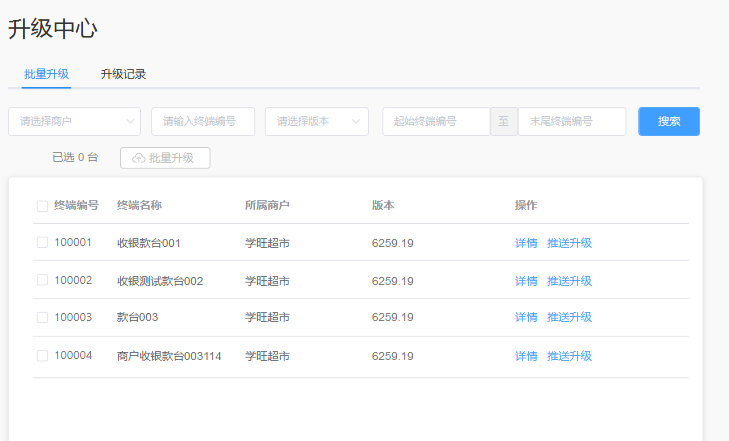 升级中心
批量升级 升级记录
请选择商户 请输入终端编号 请选择版本 起始终端编号 至 末尾终端编号 搜索
已选 0 台 批量升级
终端编号 终端名称 所属商户 版本 操作
100001 收银款台001 学旺超市 6259.19 详情 推送升级
100002 收银测试款台002 学旺超市 6259.19 详情 推送升级
100003 款台003 学旺超市 6259.19 详情 推送升级
100004 商户收银款台003114 学旺超市 6259.19 详情 推送升级